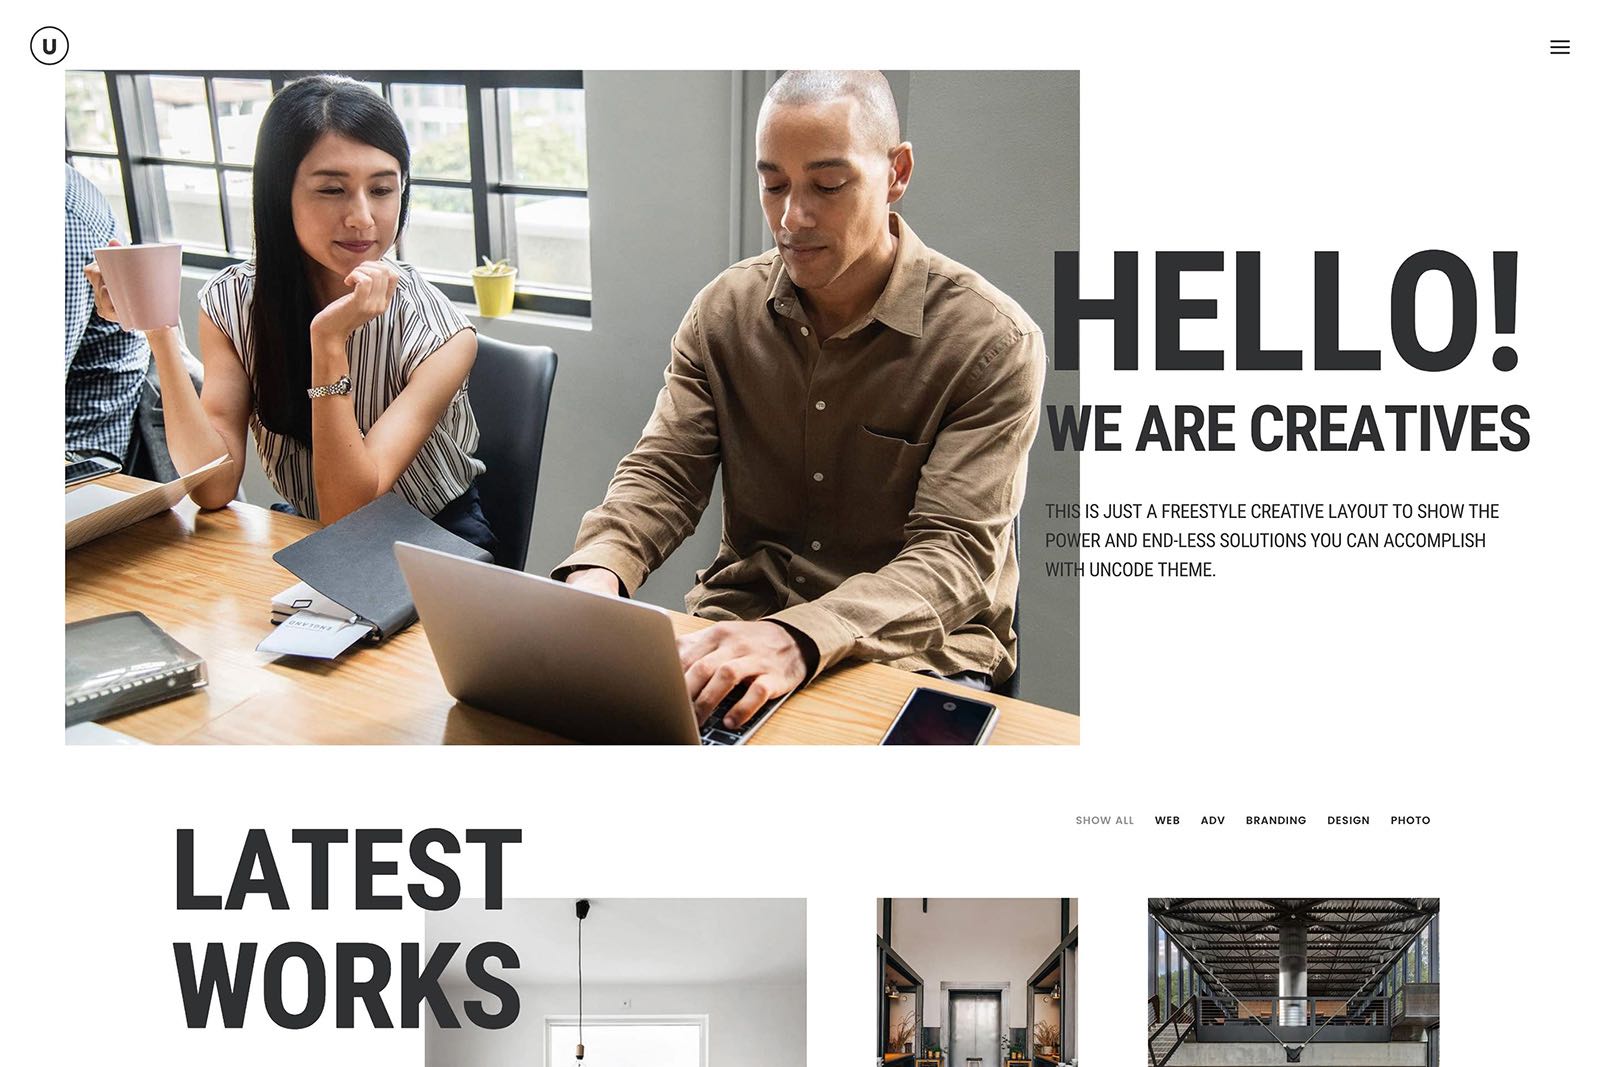 U
HELLO!
WE ARE CREATIVES
THIS IS JUST A FREESTYLE CREATIVE LAYOUT TO SHOW THE
POWER AND END-LESS SOLUTIONS YOU CAN ACCOMPLISH
WITH UNCODE THEME.
ENGLAND
SHOW ALL WEB ADV BRANDING DESIGN PHOTO
LATEST
WORKS